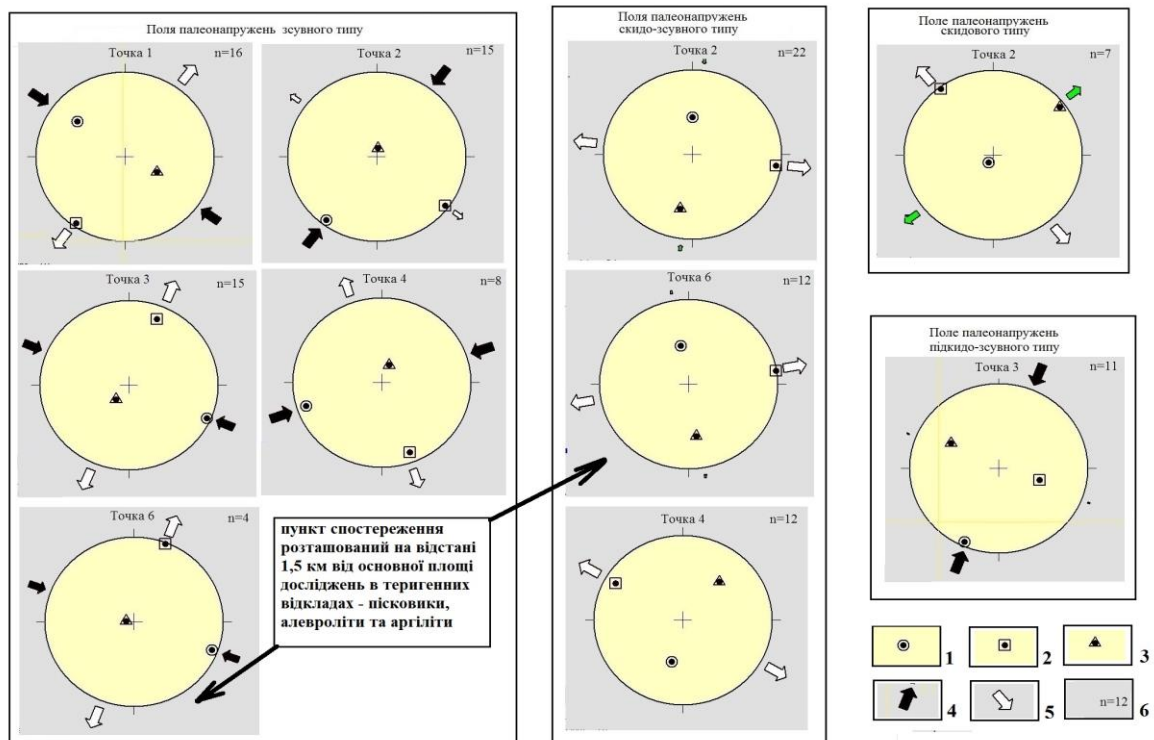 Поля палеонапружень зсувного типу
Точка 1
n=16
Точка 2
n=15
Точка 3
n=15
Точка 4
n=8
Точка 6
n=4
пункт спостереження
розташований на відстані
1,5 км від основної площі
досліджень в теригенних
відкладах - пісковики,
алевроліти та аргіліти
Поля палеонапружень
скидо-зсувного типу
Точка 2
n=22
Точка 6
n=12
Точка 4
n=12
Поле палеонапружень
скидового типу
Точка 2
n=7
Поле палеонапружень
підкидо-зсувного типу
Точка 3
n=11
1
2
3
4
5
n=12
6